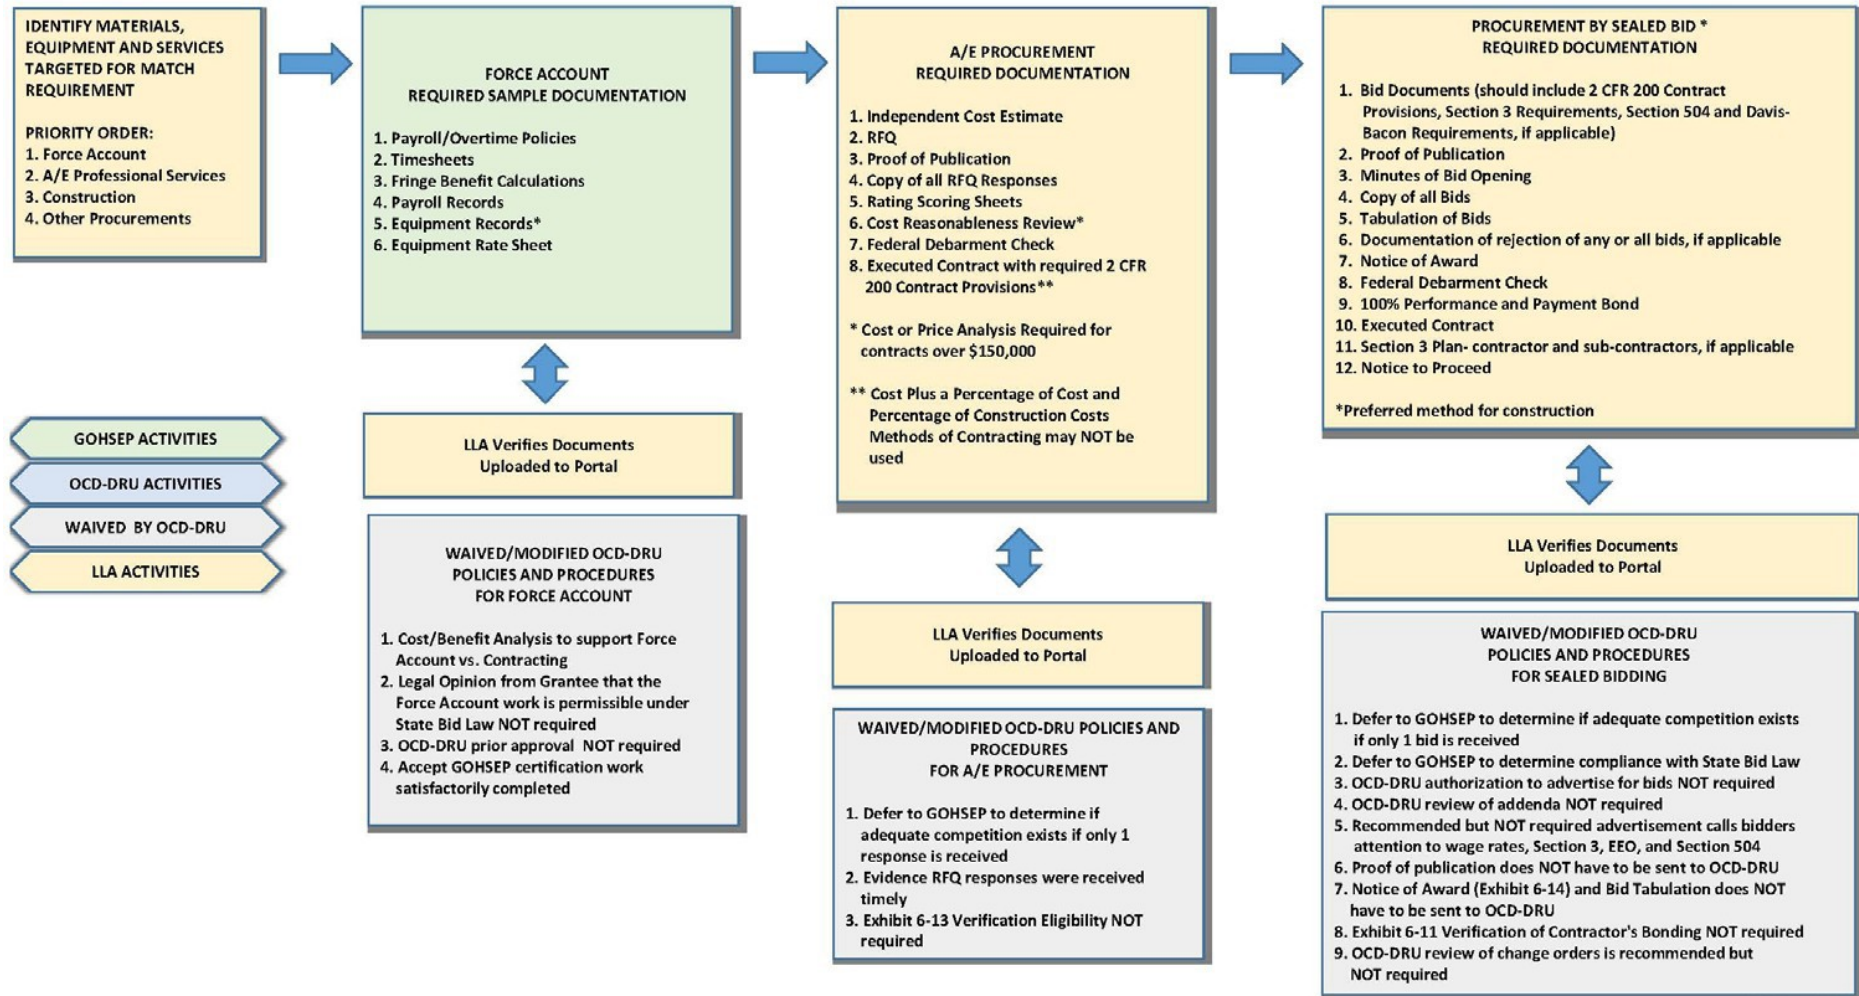 IDENTIFY MATERIALS,
EQUIPMENT AND SERVICES
TARGETED FOR MATCH
REQUIREMENT
PRIORITY ORDER:
1. Force Account
2. A/E Professional Services
3. Construction
4. Other Procurements
FORCE ACCOUNT
REQUIRED SAMPLE DOCUMENTATION
1. Payroll/Overtime Policies
2. Timesheets
3. Fringe Benefit Calculations
4. Payroll Records
5. Equipment Records*
6. Equipment Rate Sheet
A/E PROCUREMENT
REQUIRED DOCUMENTATION
1. Independent Cost Estimate
2. RFQ
3. Proof of Publication
4. Copy of all RFQ Responses
5. Rating Scoring Sheets
6. Cost Reasonableness Review*
7. Federal Debarment Check
8. Executed Contract with required 2 CFR
200 Contract Provisions**
* Cost or Price Analysis Required for
contracts over $150,000
** Cost Plus a Percentage of Cost and
Percentage of Construction Costs
Methods of Contracting may NOT be
used
PROCUREMENT BY SEALED BID *
REQUIRED DOCUMENTATION
1. Bid Documents (should include 2 CFR 200 Contract
Provisions, Section 3 Requirements, Section 504 and Davis-
Bacon Requirements, if applicable)
2. Proof of Publication
3. Minutes of Bid Opening
4. Copy of all Bids
5. Tabulation of Bids
6. Documentation of rejection of any or all bids, if applicable
7. Notice of Award
8. Federal Debarment Check
9. 100% Performance and Payment Bond
10. Executed Contract
11. Section 3 Plan- contractor and sub-contractors, if applicable
12. Notice to Proceed
*Preferred method for construction
GOHSEP ACTIVITIES
OCD-DRU ACTIVITIES
WAIVED BY OCD-DRU
LLA ACTIVITIES
LLA Verifies Documents
Uploaded to Portal
WAIVED/MODIFIED OCD-DRU
POLICIES AND PROCEDURES
FOR FORCE ACCOUNT
1. Cost/Benefit Analysis to support Force
Account vs. Contracting
2. Legal Opinion from Grantee that the
Force Account work is permissible under
State Bid Law NOT required
3. OCD-DRU prior approval NOT required
4. Accept GOHSEP certification work
satisfactorily completed
LLA Verifies Documents
Uploaded to Portal
WAIVED/MODIFIED OCD-DRU POLICIES AND
PROCEDURES
FOR A/E PROCUREMENT
1. Defer to GOHSEP to determine if
adequate competition exists if only 1
response is received
2. Evidence RFQ responses were received
timely
3. Exhibit 6-13 Verification Eligibility NOT
required
LLA Verifies Documents
Uploaded to Portal
WAIVED/MODIFIED OCD-DRU
POLICIES AND PROCEDURES
FOR SEALED BIDDING
1. Defer to GOHSEP to determine if adequate competition exists
if only 1 bid is received
2. Defer to GOHSEP to determine compliance with State Bid Law
3. OCD-DRU authorization to advertise for bids NOT required
4. OCD-DRU review of addenda NOT required
5. Recommended but NOT required advertisement calls bidders
attention to wage rates, Section 3, EEO, and Section 504
6. Proof of publication does NOT have to be sent to OCD-DRU
7. Notice of Award (Exhibit 6-14) and Bid Tabulation does NOT
have to be sent to OCD-DRU
8. Exhibit 6-11 Verification of Contractor's Bonding NOT required
9. OCD-DRU review of change orders is recommended but
NOT required